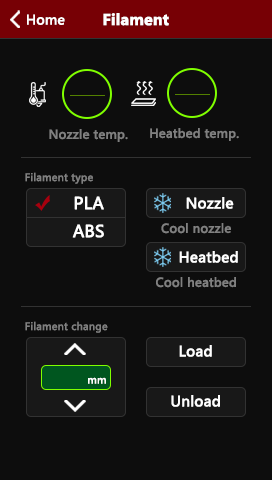 Home
Filament
Nozzle temp.
Heatbed temp.
Filament type
PLA
ABS
Nozzle
Cool nozzle
Heatbed
Cool heatbed
Filament change
mm
Load
Unload